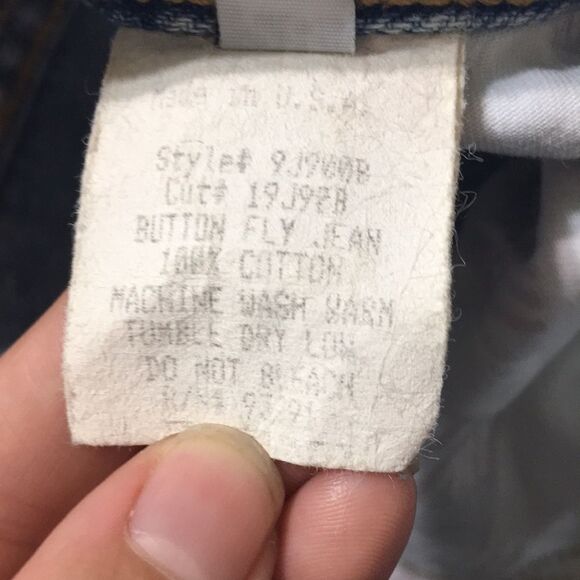 Made in U.S.A.
Style# 9J900B
Cut# 19J92B
BUTTON FLY JEAN
100% COTTON
MACHINE WASH WARM
TUMBLE DRY LOW
DO NOT BLEACH